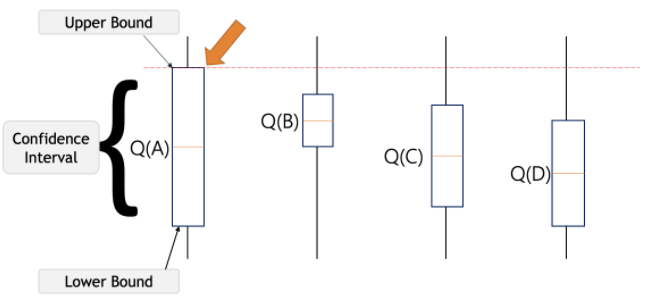 Upper Bound
Confidence
Interval
Q(A)
Q(B)
Q(C)
Q(D)
Lower Bound